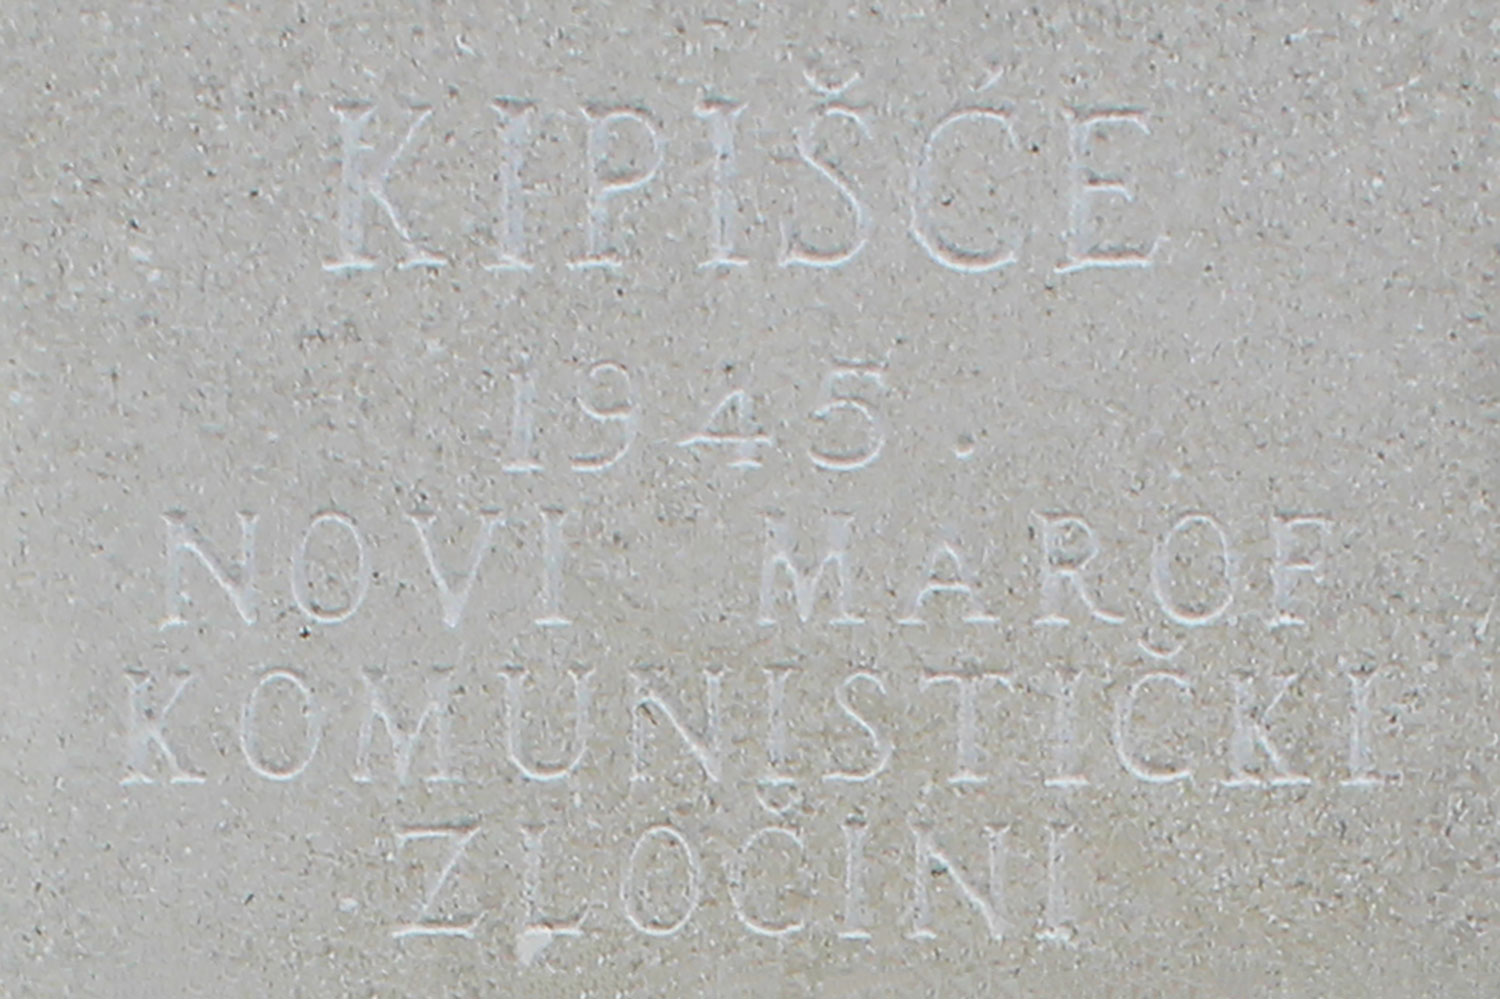 KIPIŠĆE
1945.
NOVI MAROF
KOMUNISTIČKI
ZLOČINI